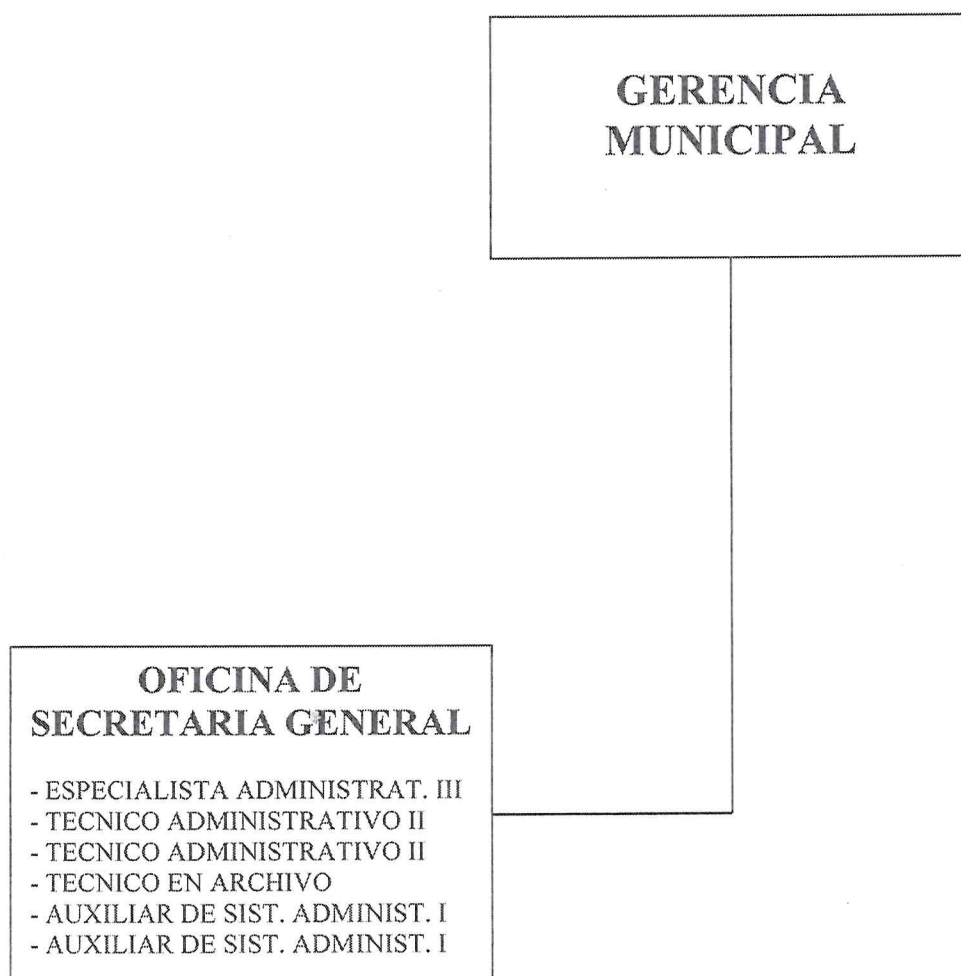 GERENCIA
MUNICIPAL
OFICINA DE
SECRETARIA GENERAL
- ESPECIALISTA ADMINISTRAT. III
- TECNICO ADMINISTRATIVO II
- TECNICO ADMINISTRATIVO II
- TECNICO EN ARCHIVO
- AUXILIAR DE SIST. ADMINIST. I
- AUXILIAR DE SIST. ADMINIST. I